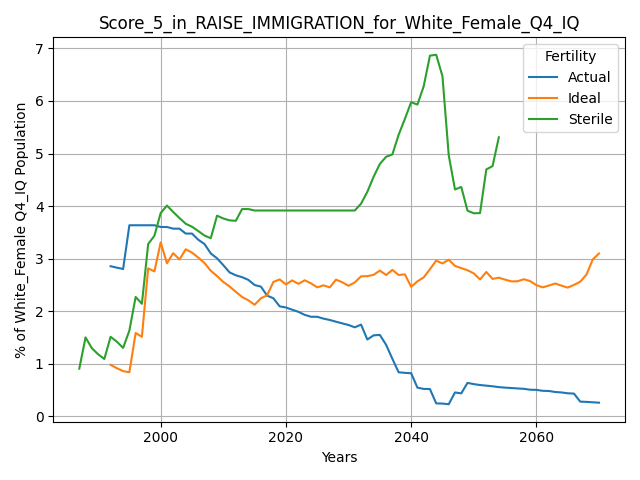 Score_5_in_RAISE_IMMIGRATION_for_White_Female_Q4_IQ
% of White_Female Q4_IQ Population
7
6
5
4
3
2
1
0
Fertility
Actual
Ideal
Sterile
2000 2020 2040 2060
Years